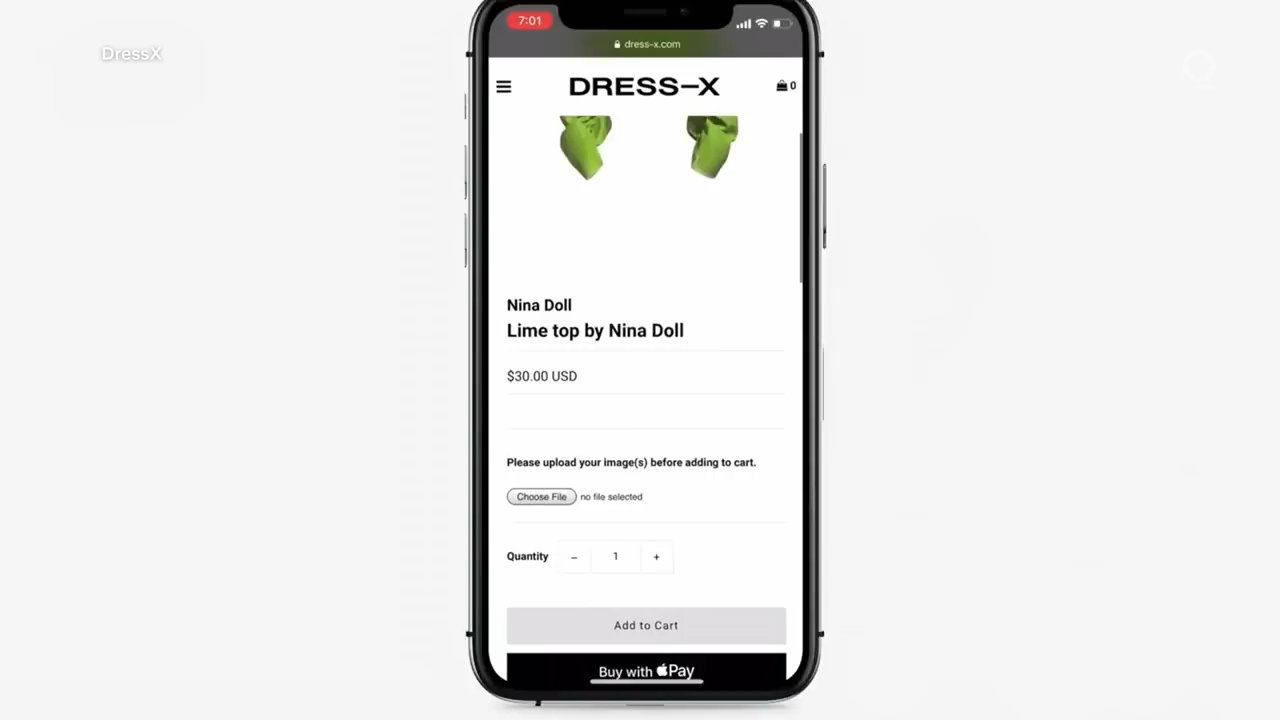 DressX
7:01
dress-x.com
DRESS–X
0
Nina Doll
Lime top by Nina Doll
$30.00 USD
Please upload your image(s) before adding to cart.
Choose File no file selected
Quantity – 1 +
Add to Cart
Buy with Pay